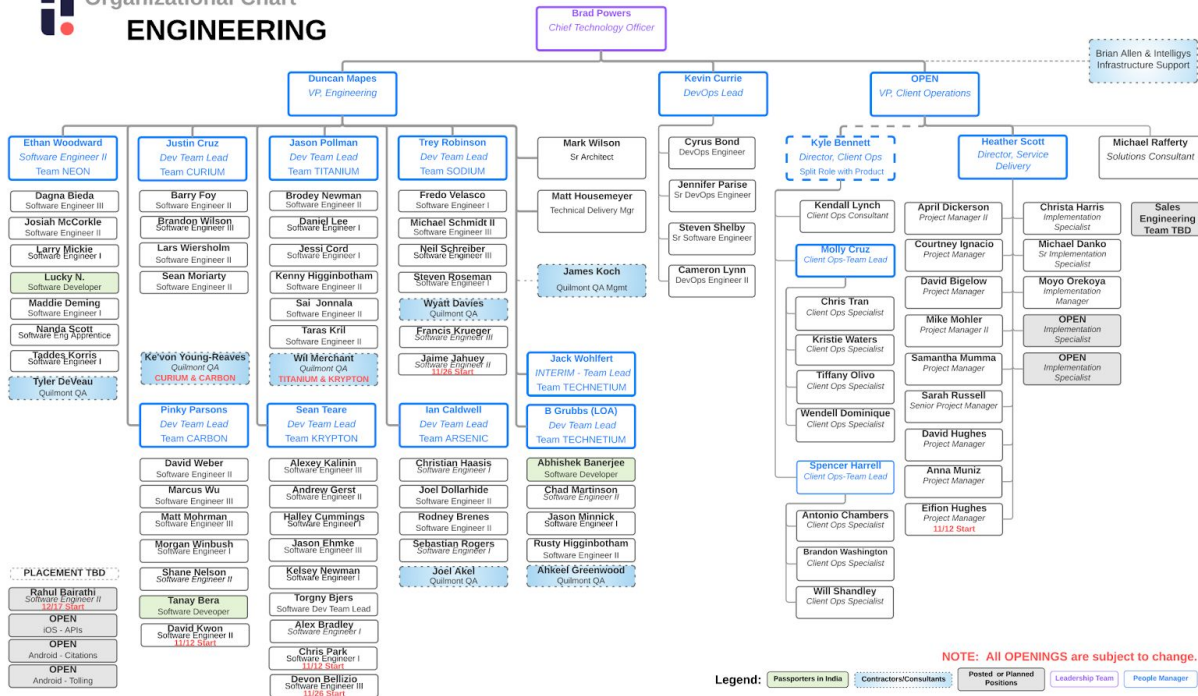 Organizational Chart
ENGINEERING
Brad Powers
Chief Technology Officer
Brian Allen & Intelligys
Infrastructure Support
Duncan Mapes
VP, Engineering
Kevin Currie
DevOps Lead
OPEN
VP, Client Operations
Ethan Woodward
Software Engineer II
Team NEON
Dagna Bieda
Software Engineer III
Josiah McCorkle
Software Engineer II
Larry Mickie
Software Engineer I
Lucky N.
Software Developer
Maddie Deming
Software Engineer I
Nanda Scott
Software Eng Apprentice
Taddes Korris
Software Engineer I
Tyler DeVeau
Quilmont QA
Justin Cruz
Dev Team Lead
Team CURIUM
Barry Foy
Software Engineer II
Brandon Wilson
Software Engineer III
Lars Wiersholm
Software Engineer II
Sean Moriarty
Software Engineer II
Ke'von Young-Reaves
Quilmont QA
CURIUM & CARBON
Jason Pollman
Dev Team Lead
Team TITANIUM
Brodey Newman
Software Engineer II
Daniel Lee
Software Engineer I
Jessi Cord
Software Engineer I
Kenny Higginbotham
Software Engineer II
Sai Jonnala
Software Engineer II
Taras Kril
Software Engineer II
Wil Merchant
Quilmont QA
TITANIUM & KRYPTON
Trey Robinson
Dev Team Lead
Team SODIUM
Fredo Velasco
Software Engineer I
Michael Schmidt II
Software Engineer III
Neil Schreiber
Software Engineer III
Steven Roseman
Software Engineer I
Wyatt Davies
Quilmont QA
Francis Krueger
Software Engineer III
Jaime Jahuey
Software Engineer II
11/26 Start
Mark Wilson
Sr Architect
Matt Housemeyer
Technical Delivery Mgr
James Koch
Quilmont QA Mgmt
Jack Wohlfert
INTERIM - Team Lead
Team TECHNETIUM
B Grubbs (LOA)
Dev Team Lead
Team TECHNETIUM
Abhishek Banerjee
Software Developer
Chad Martinson
Software Engineer II
Jason Minnick
Software Engineer I
Rusty Higginbotham
Software Engineer II
Ahkeel Greenwood
Quilmont QA
Pinky Parsons
Dev Team Lead
Team CARBON
David Weber
Software Engineer II
Marcus Wu
Software Engineer III
Matt Mohrman
Software Engineer III
Morgan Winbush
Software Engineer I
Shane Nelson
Software Engineer II
Tanay Bera
Software Deveoper
David Kwon
Software Engineer II
11/12 Start
Sean Teare
Dev Team Lead
Team KRYPTON
Alexey Kalinin
Software Engineer III
Andrew Gerst
Software Engineer II
Halley Cummings
Software Engineer I
Jason Ehmke
Software Engineer III
Kelsey Newman
Software Engineer I
Torgny Bjers
Software Dev Team Lead
Alex Bradley
Software Engineer I
Chris Park
Software Engineer I
11/12 Start
Devon Bellizio
Software Engineer III
11/26 Start
Ian Caldwell
Dev Team Lead
Team ARSENIC
Christian Haasis
Software Engineer I
Joel Dollarhide
Software Engineer II
Rodney Brenes
Software Engineer II
Sebastian Rogers
Software Engineer I
Joel Akel
Quilmont QA
PLACEMENT TBD
Rahul Bairathi
Software Engineer II
12/17 Start
OPEN
iOS - APIs
OPEN
Android - Citations
OPEN
Android - Tolling
Cyrus Bond
DevOps Engineer
Jennifer Parise
Sr DevOps Engineer
Steven Shelby
Sr Software Engineer
Cameron Lynn
DevOps Engineer II
Kyle Bennett
Director, Client Ops
Split Role with Product
Kendall Lynch
Client Ops Consultant
Molly Cruz
Client Ops-Team Lead
Chris Tran
Client Ops Specialist
Kristie Waters
Client Ops Specialist
Tiffany Olivo
Client Ops Specialist
Wendell Dominique
Client Ops Specialist
Spencer Harrell
Client Ops-Team Lead
Antonio Chambers
Client Ops Specialist
Brandon Washington
Client Ops Specialist
Will Shandley
Client Ops Specialist
Heather Scott
Director, Service
Delivery
April Dickerson
Project Manager II
Courtney Ignacio
Project Manager
David Bigelow
Project Manager
Mike Mohler
Project Manager II
Samantha Mumma
Project Manager
Sarah Russell
Senior Project Manager
David Hughes
Project Manager
Anna Muniz
Project Manager
Eifion Hughes
Project Manager
11/12 Start
Christa Harris
Implementation
Specialist
Michael Danko
Sr Implementation
Specialist
Moyo Orekoya
Implementation
Manager
OPEN
Implementation
Specialist
OPEN
Implementation
Specialist
Michael Rafferty
Solutions Consultant
Sales
Engineering
Team TBD
NOTE: All OPENINGS are subject to change.
Legend:
Passporters in India
Contractors/Consultants
Posted or Planned
Positions
Leadership Team
People Manager